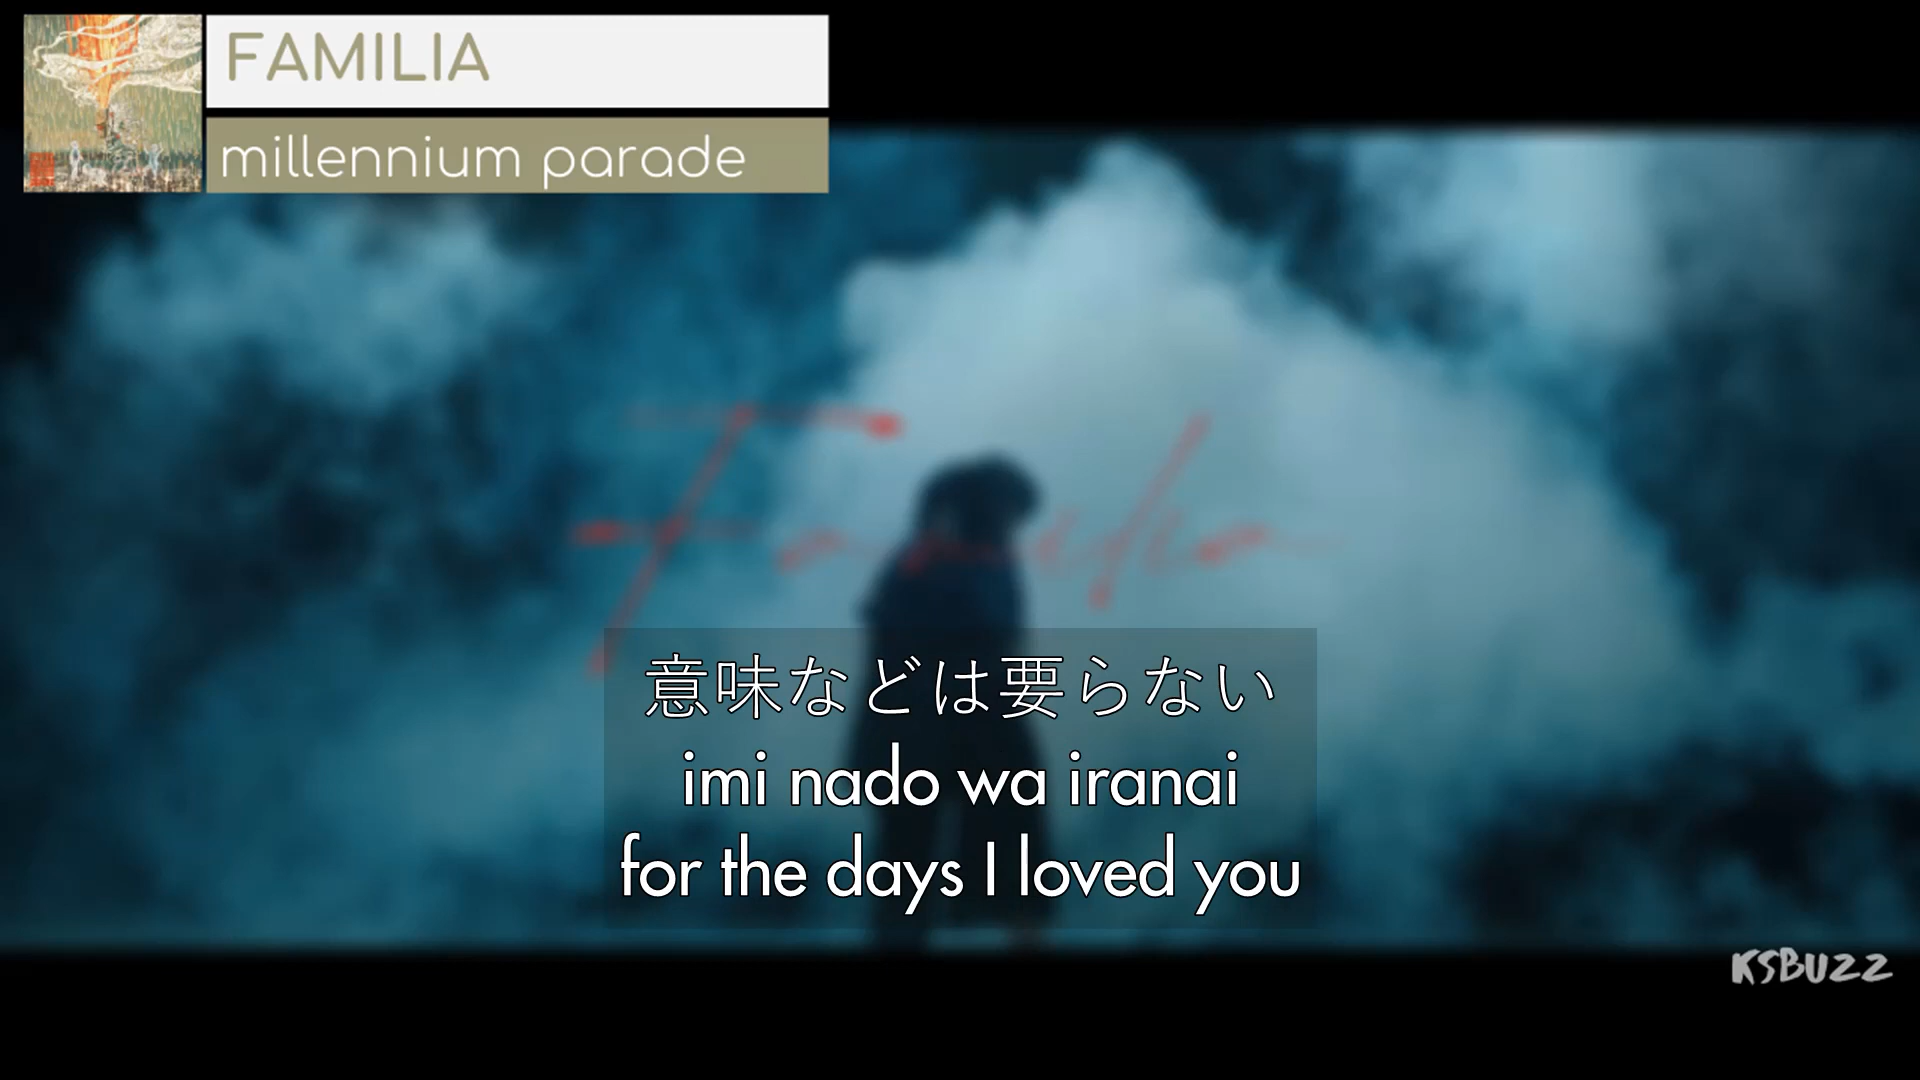 FAMILIA
millennium parade
Familia
意味などは要らない
imi nado wa iranai
for the days I loved you
KSBUZZ